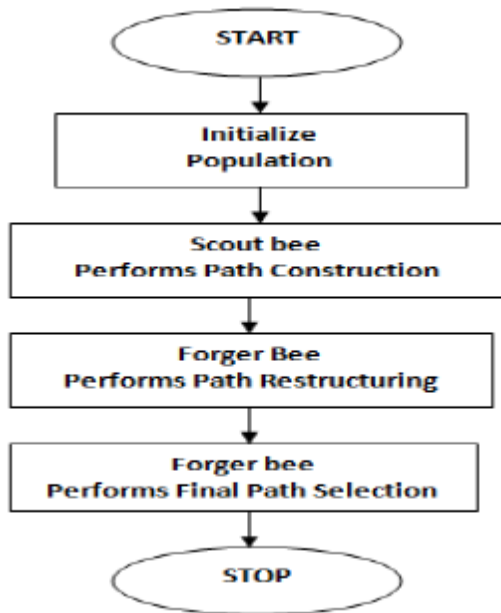 START
Initialize
Population
Scout bee
Performs Path Construction
Forger Bee
Performs Path Restructuring
Forger bee
Performs Final Path Selection
STOP